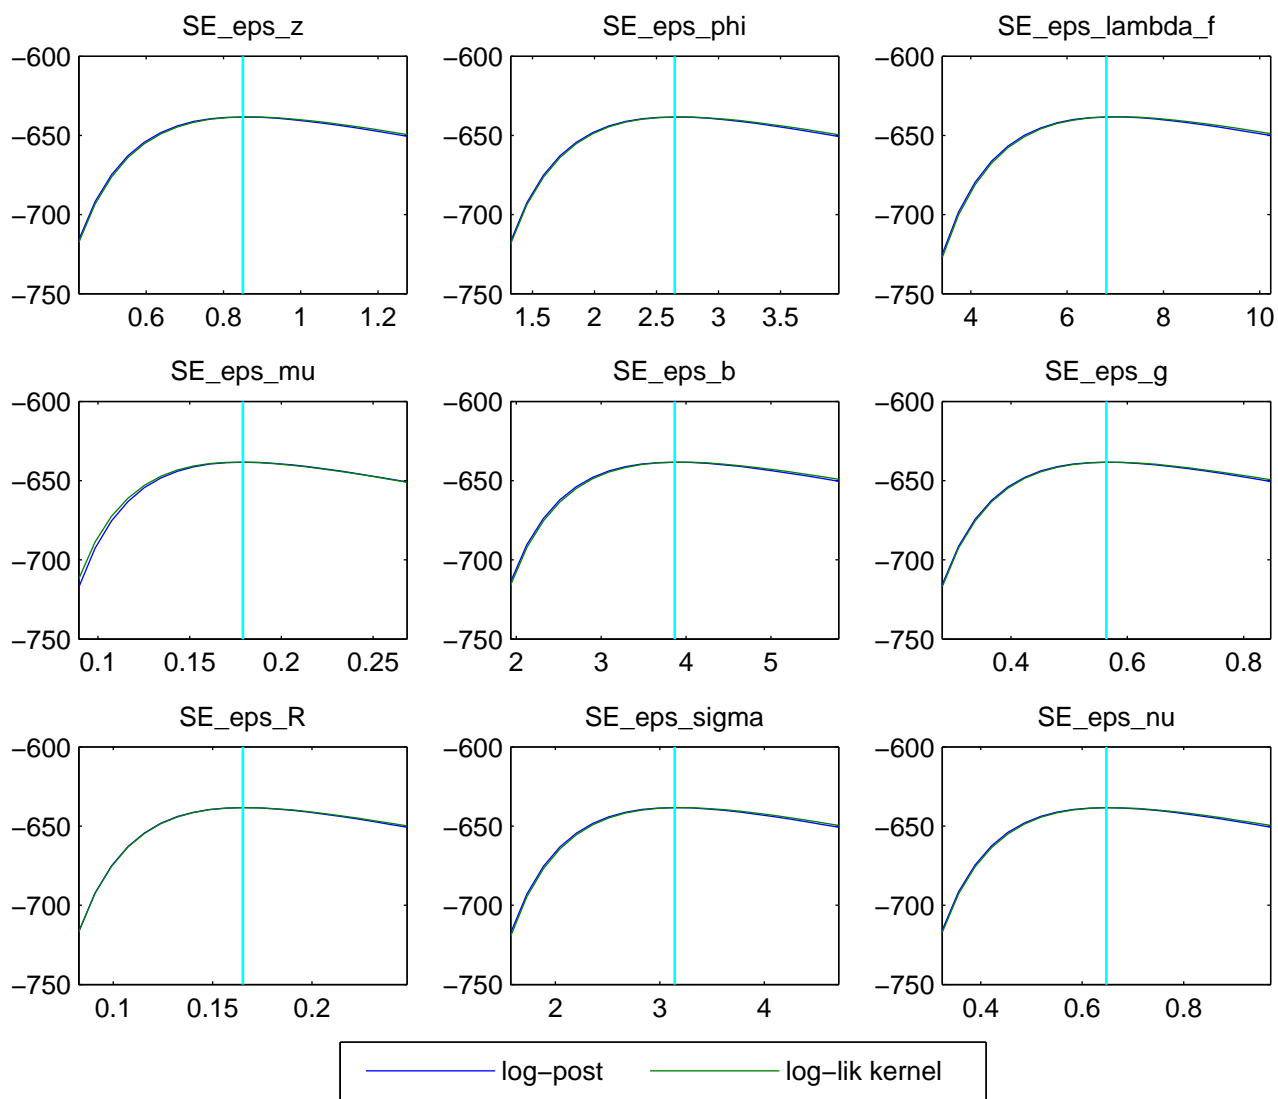 SE_eps_z SE_eps_phi SE_eps_lambda_f
−600 −600 −600
−650 −650 −650
−700 −700 −700
−750 −750 −750
0.6 0.8 1 1.2 1.5 2 2.5 3 3.5 4 6 8 10
SE_eps_mu SE_eps_b SE_eps_g
−600 −600 −600
−650 −650 −650
−700 −700 −700
−750 −750 −750
0.1 0.15 0.2 0.25 2 3 4 5 0.4 0.6 0.8
SE_eps_R SE_eps_sigma SE_eps_nu
−600 −600 −600
−650 −650 −650
−700 −700 −700
−750 −750 −750
0.1 0.15 0.2 2 3 4 0.4 0.6 0.8
log−post log−lik kernel